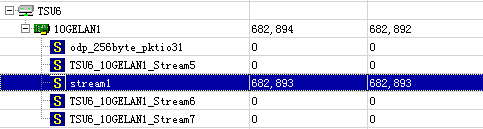 TSU6
10GELAN1 682,894 682,892
S odp_256byte_pktio31 0 0
S TSU6_10GELAN1_Stream5 0 0
S stream1 682,893 682,893
S TSU6_10GELAN1_Stream6 0 0
S TSU6_10GELAN1_Stream7 0 0